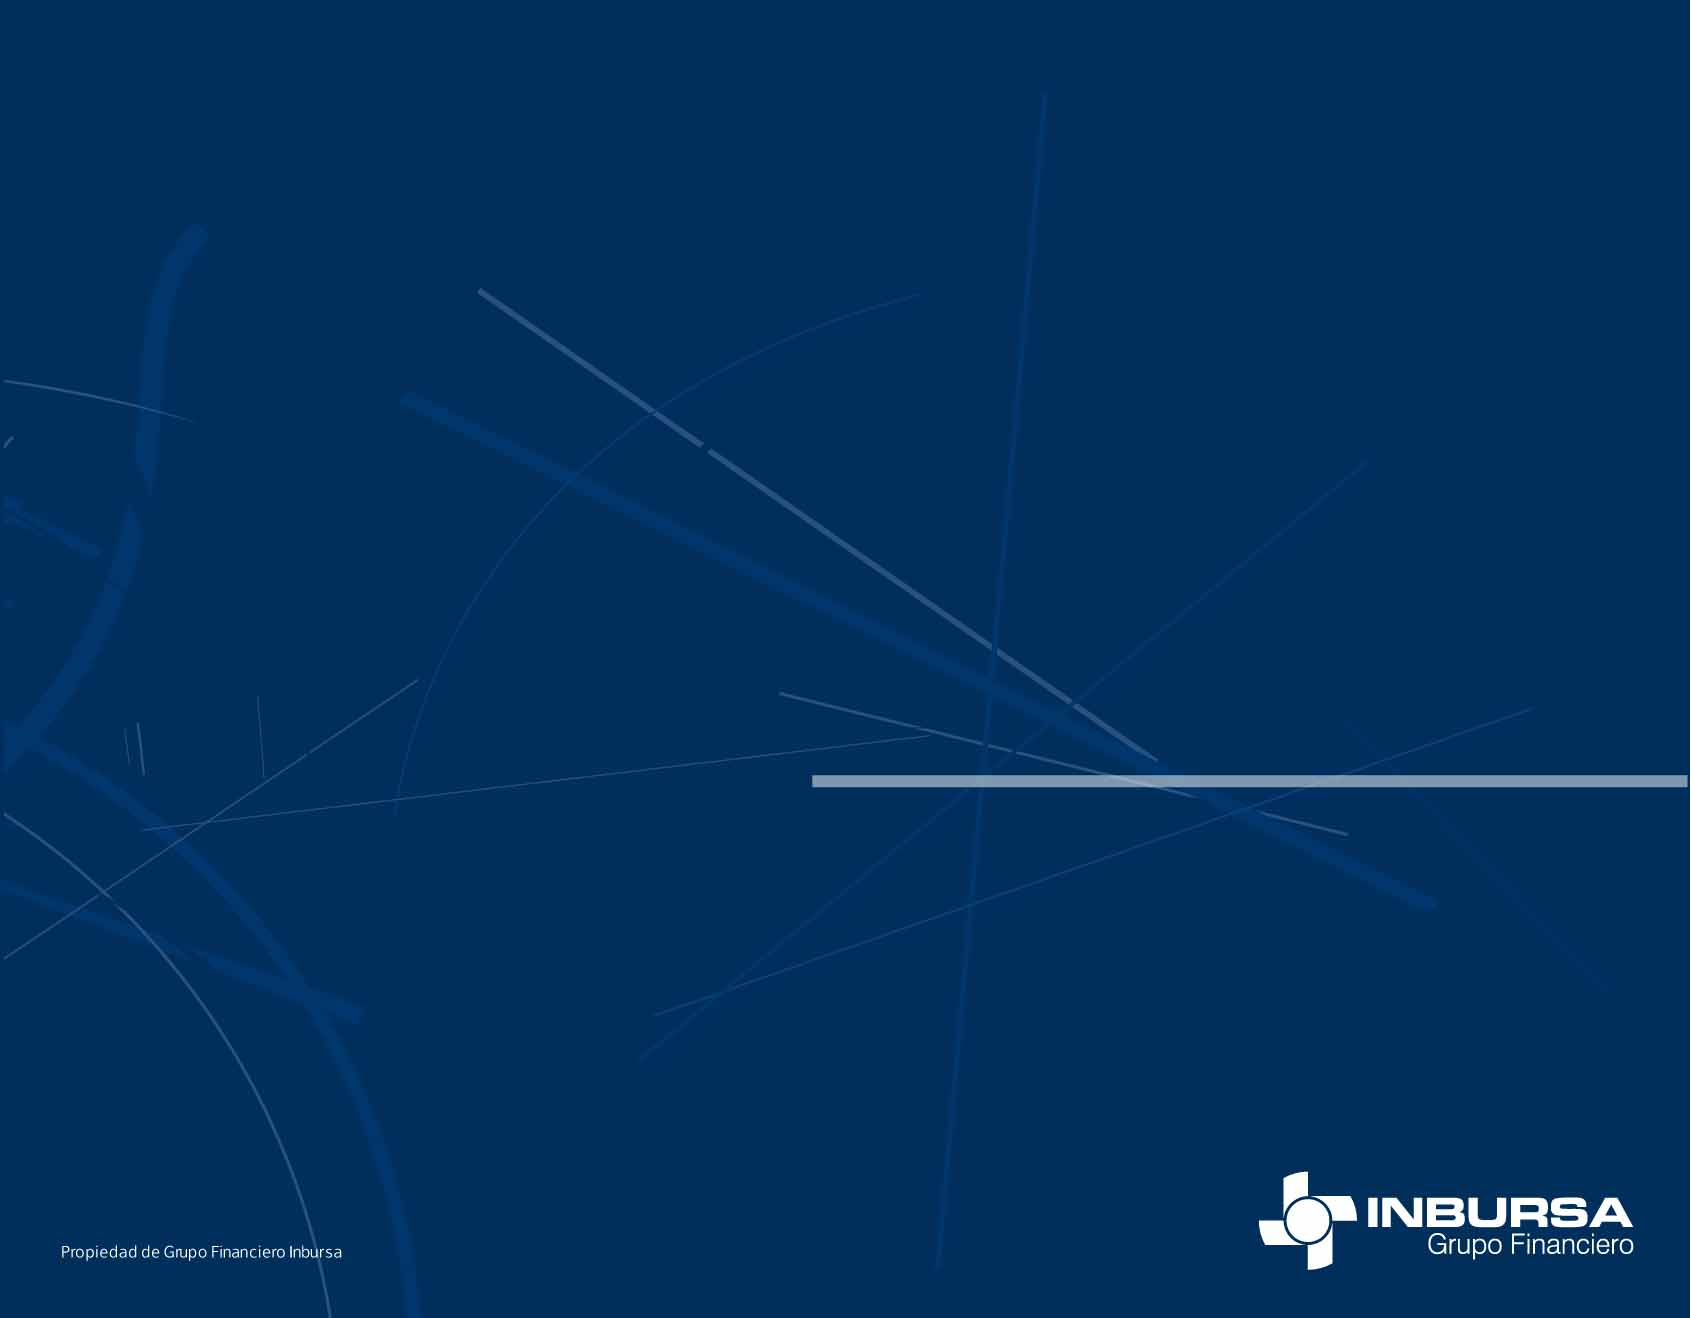 INBURSA
Grupo Financiero
Propiedad de Grupo Financiero Inbursa